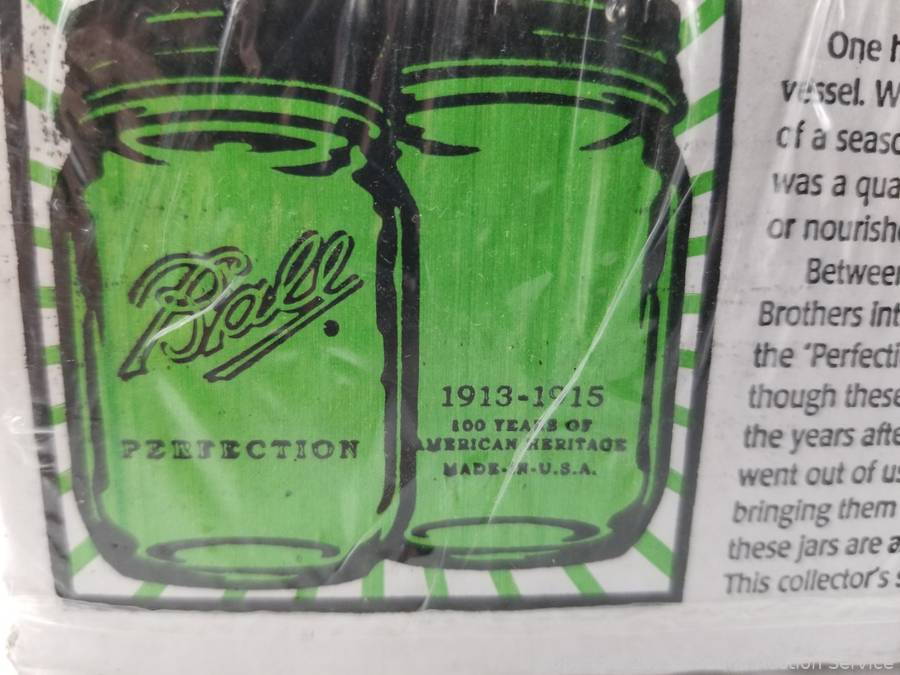 Ball
PERFECTION
1913-1915
100 YEARS OF
AMERICAN HERITAGE
MADE-IN-U.S.A.
One h
vessel. W
of a seaso
was a qua
or nourishe
Between
Brothers int
the "Perfecti
though these
the years afte
went out of us
bringing them
these jars are a
This collector's s
Service